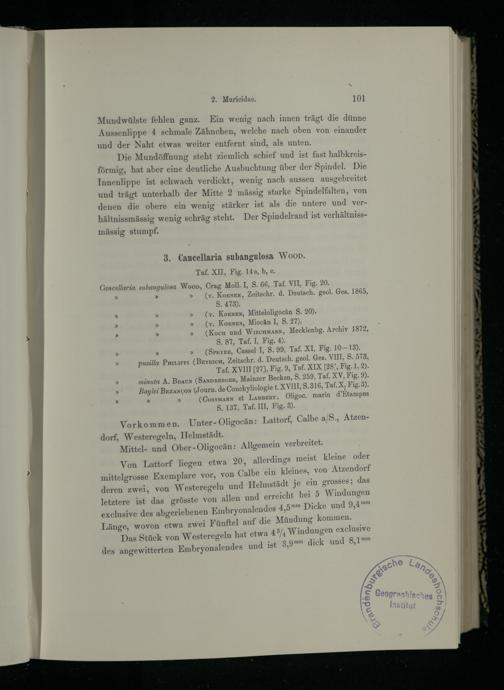 2. Muricidae. 101
Mundwülste fehlen ganz. Ein wenig nach innen trägt die dünne
Aussenlippe 4 schmale Zähnchen, welche nach oben von einander
und der Naht etwas weiter entfernt sind, als unten.
Die Mundöffnung steht ziemlich schief und ist fast halbkreis-
förmig, hat aber eine deutliche Ausbuchtung über der Spindel. Die
Innenlippe ist schwach verdickt, wenig nach aussen ausgebreitet
und trägt unterhalb der Mitte 2 mässig starke Spindelfalten, von
denen die obere ein wenig stärker ist als die untere und ver-
hältnissmässig wenig schräg steht. Der Spindelrand ist verhältniss-
mässig stumpf.
3. Cancellaria subangulosa WOOD.
Taf. XII, Fig. 14a, b, c.
Cancellaria subangulosa WOOD, Crag Moll. I, S. 66, Taf. VII, Fig. 20.
» » (v. KOENEN, Zeitschr. d. Deutsch. geol. Ges. 1865,
S. 473).
» » (v. KOENEN, Mitteloligocän S. 20).
» » (v. KOENEN, Miocän I, S. 27).
» » (KOCH und WIECHMANN, Mecklenbg. Archiv 1872,
S. 87, Taf. I, Fig. 4).
» » (SPEYER, Cassel I, S. 99, Taf. XI, Fig. 10—13).
» pusilla PHILIPPI (BEYRICH, Zeitschr. d. Deutsch. geol. Ges. VIII, S. 573,
Taf. XVIII [27], Fig. 9, Taf. XIX [28], Fig. 1, 2).
» minuta A. BRAUN (SANDBERGER, Mainzer Becken, S. 259, Taf. XV, Fig. 9).
» Baylei BEZANÇON (Journ. de Conchyliologie t. XVIII, S. 316, Taf. X, Fig. 5).
» » » (COSSMANN et LAMBERT, Oligoc. marin d'Étampes
S. 137, Taf. III, Fig. 3).
Vorkommen. Unter-Oligocän: Lattorf, Calbe a/S., Atzen-
dorf, Westeregeln, Helmstädt.
Mittel- und Ober-Oligocän: Allgemein verbreitet.
Von Lattorf liegen etwa 20, allerdings meist kleine oder
mittelgrosse Exemplare vor, von Calbe ein kleines, von Atzendorf
deren zwei, von Westeregeln und Helmstädt je ein grosses; das
letztere ist das grösste von allen und erreicht bei 5 Windungen
exclusive des abgeriebenen Embryonalendes 4,5mm Dicke und 9,4mm
Länge, wovon etwa zwei Fünftel auf die Mündung kommen.
Das Stück von Westeregeln hat etwa 4 3/4 Windungen exclusive
des angewitterten Embryonalendes und ist 3,9mm dick und 8,1mm
Brandenburgische Landeshochschule
Geographisches
Institut